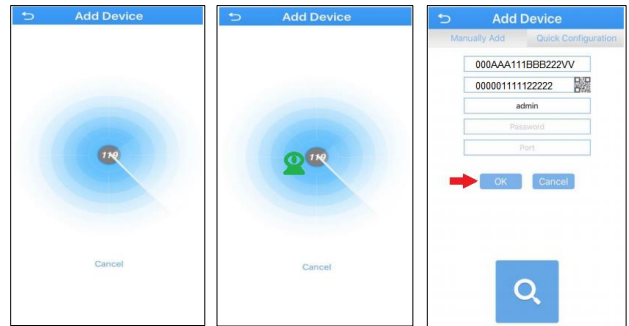 Add Device
119
Cancel
Add Device
119
Cancel
Add Device
Manually Add Quick Configuration
000AAA111BBB222VV
000001111122222
admin
Password
Port
OK Cancel